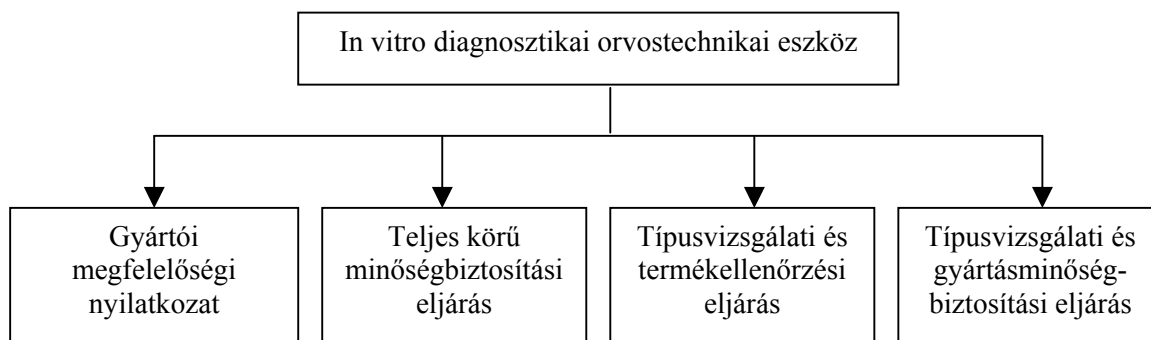 In vitro diagnosztikai orvostechnikai eszköz
Gyártói
megfelelőségi
nyilatkozat
Teljes körű
minőségbiztosítási
eljárás
Típusvizsgálati és
termékellenőrzési
eljárás
Típusvizsgálati és
gyártásminőség-
biztosítási eljárás